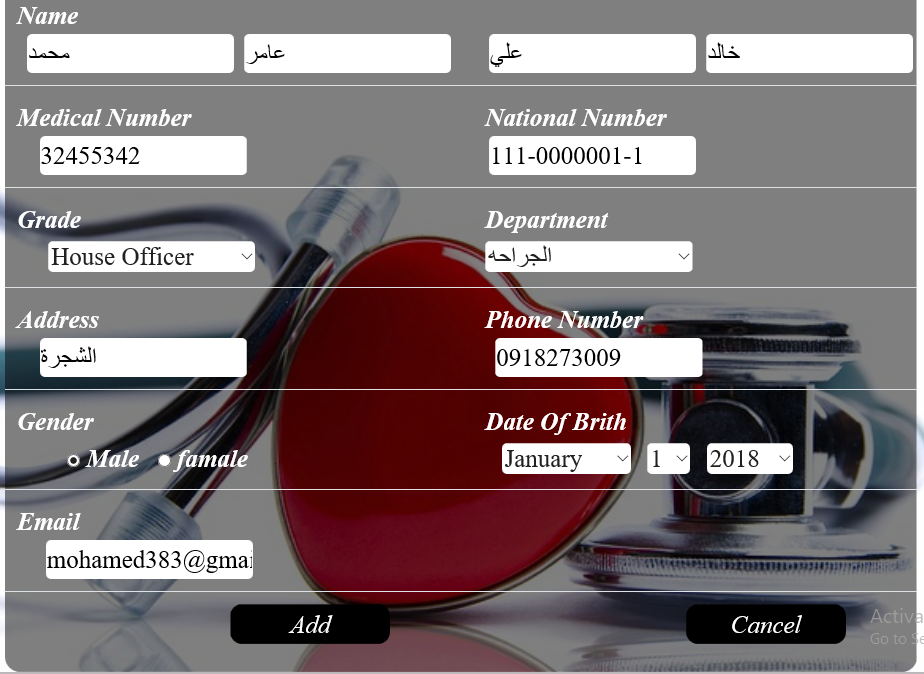 Name
محمد عامر علي خالد
Medical Number National Number
32455342 111-0000001-1
Grade Department
House Officer الجراحه
Address Phone Number
الشجرة 0918273009
Gender Date Of Brith
Male famale January 1 2018
Email
mohamed383@gmai
Add Cancel
Activa
Go to Se